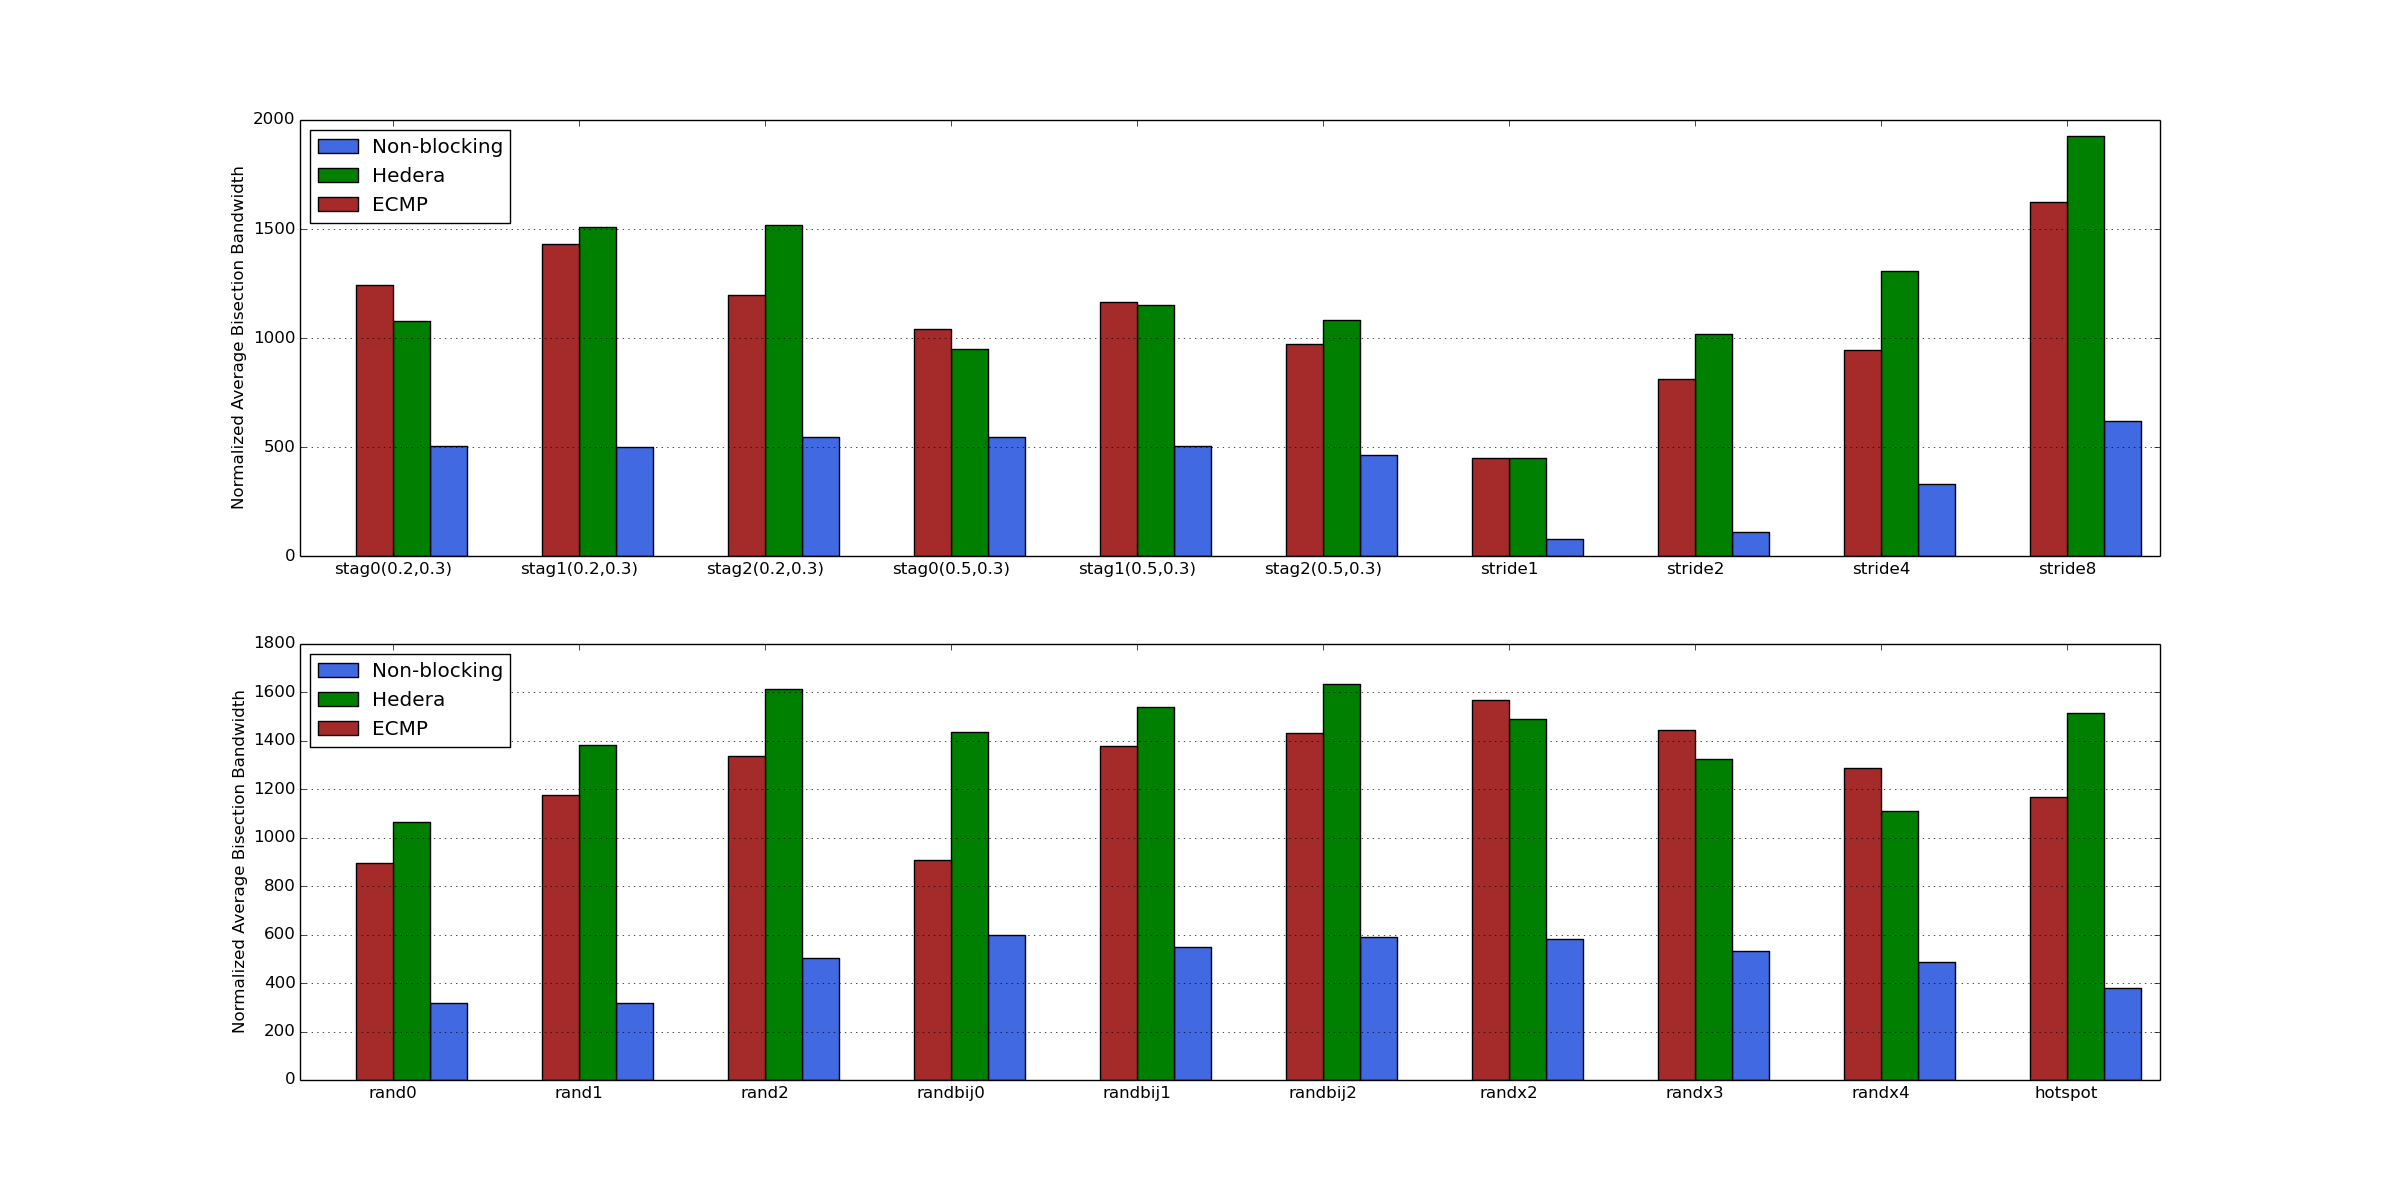 Normalized Average Bisection Bandwidth
2000
1500
1000
500
0
Non-blocking
Hedera
ECMP
stag0(0.2,0.3) stag1(0.2,0.3) stag2(0.2,0.3) stag0(0.5,0.3) stag1(0.5,0.3) stag2(0.5,0.3) stride1 stride2 stride4 stride8
Normalized Average Bisection Bandwidth
1800
1600
1400
1200
1000
800
600
400
200
0
Non-blocking
Hedera
ECMP
rand0 rand1 rand2 randbij0 randbij1 randbij2 randx2 randx3 randx4 hotspot